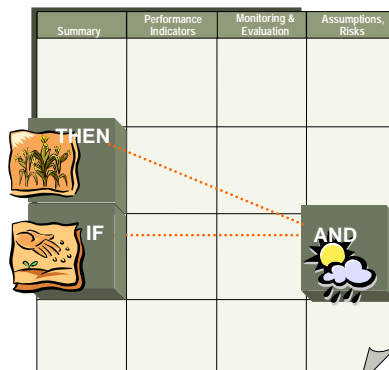 Summary
Performance
Indicators
Monitoring &
Evaluation
Assumptions,
Risks
THEN
IF
AND